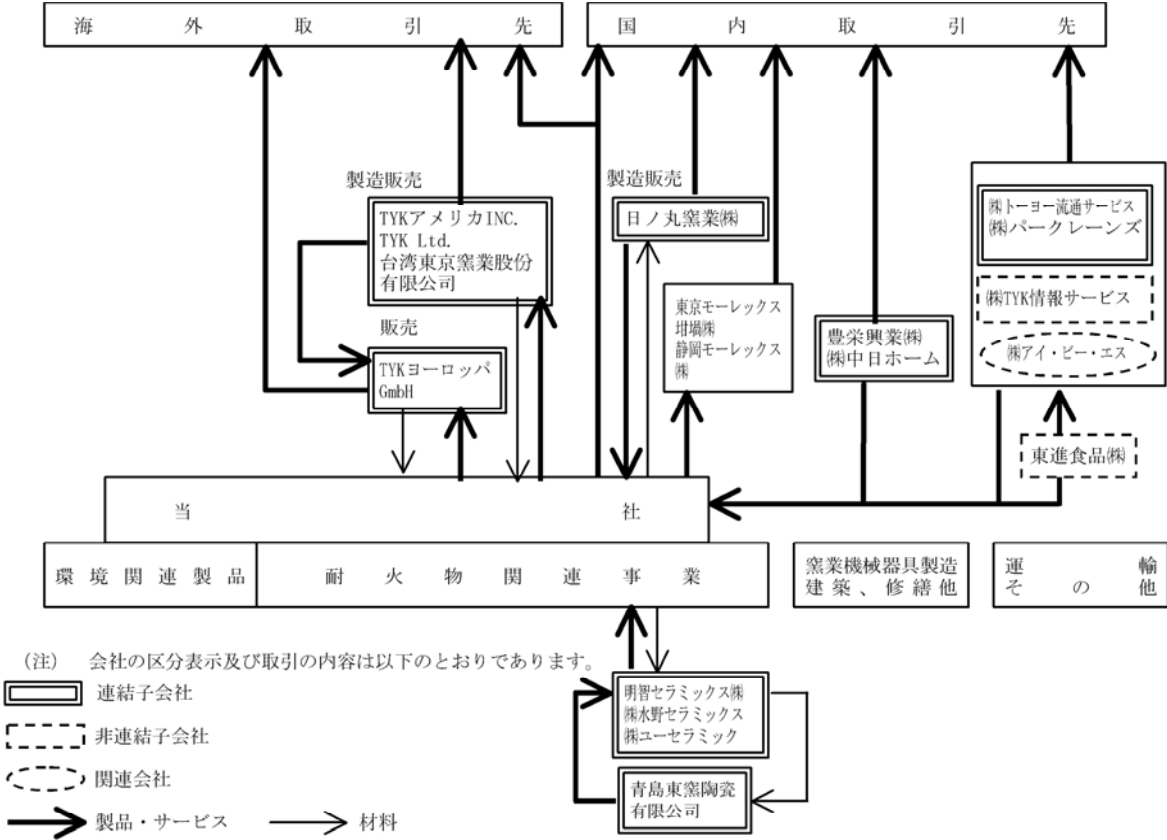 海外取引先
国内取引先
製造販売
TYKアメリカINC.
TYK Ltd.
台湾東京窯業股份
有限公司
販売
TYKヨーロッパ
GmbH
製造販売
日ノ丸窯業㈱
東京モーレックス
坩堝㈱
静岡モーレックス
㈱
豊栄興業㈱
㈱中日ホーム
㈱トーヨー流通サービス
㈱パークレーンズ
㈱TYK情報サービス
㈱アイ・ピー・エス
東進食品㈱
当社
環境関連製品
耐火物関連事業
窯業機械器具製造
建築、修繕他
運輸
その他
明智セラミックス㈱
㈱水野セラミックス
㈱ユーセラミック
青島東窯陶瓷
有限公司
(注) 会社の区分表示及び取引の内容は以下のとおりであります。
連結子会社
非連結子会社
関連会社
製品・サービス
材料